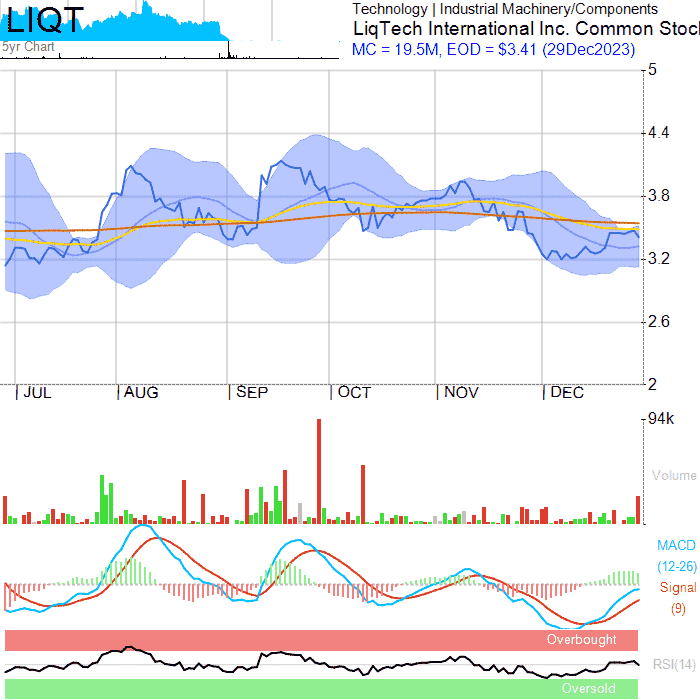 LIQT
5yr Chart
Technology | Industrial Machinery/Components
LiqTech International Inc. Common Stoc
MC = 19.5M, EOD = $3.41 (29Dec2023)
5
4.4
3.8
3.2
2.6
2
| JUL | AUG | SEP | OCT | NOV | DEC
94k
Volume
MACD
(12-26)
Signal
(9)
Overbought
RSI(14)
Oversold